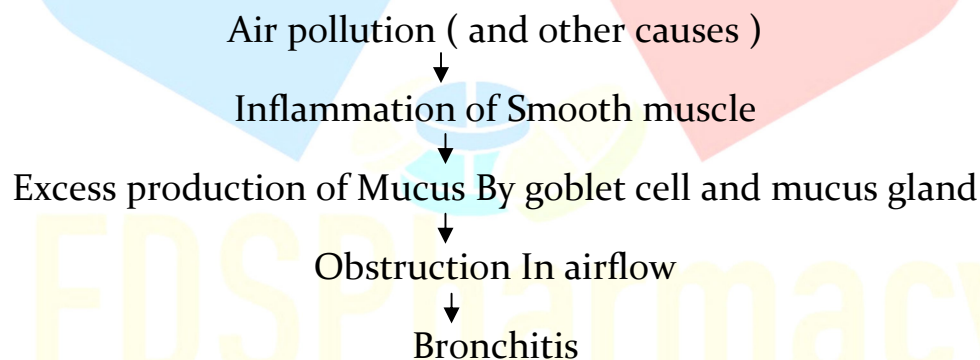 Air pollution ( and other causes )
Inflammation of Smooth muscle
Excess production of Mucus By goblet cell and mucus gland
Obstruction In airflow
Bronchitis
EDSPharmacy